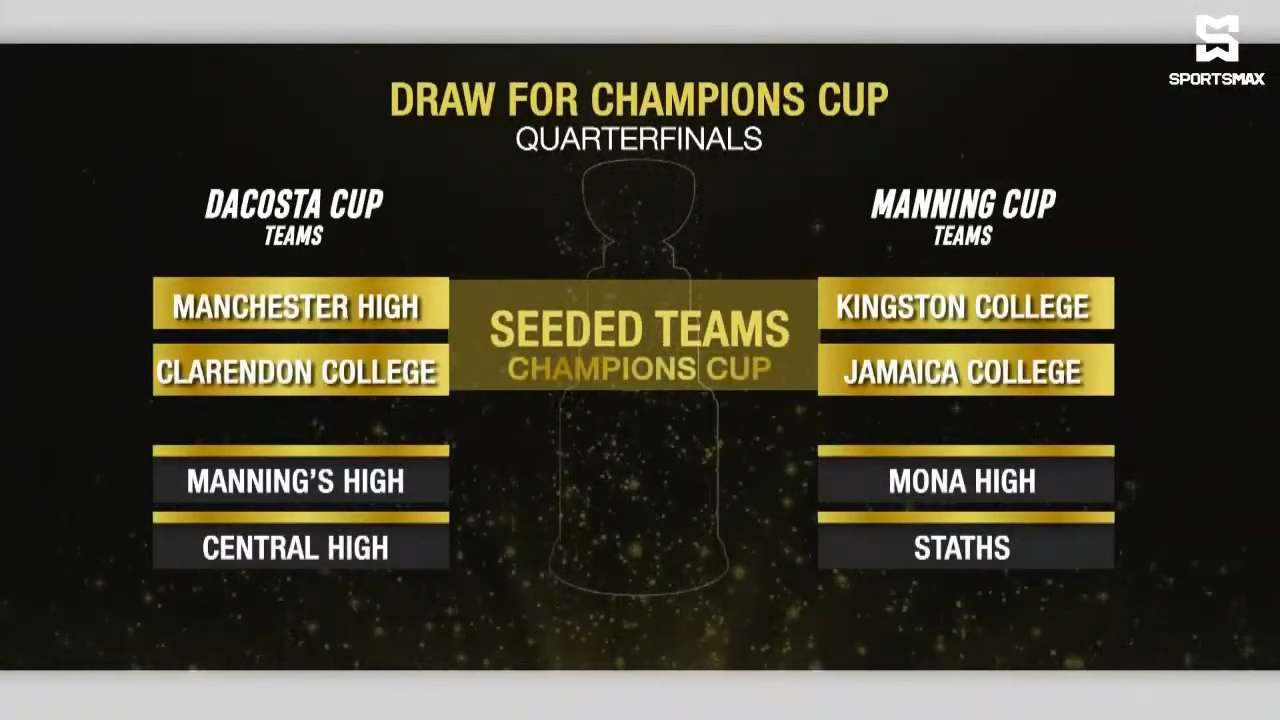 SPORTSMAX
DRAW FOR CHAMPIONS CUP
QUARTERFINALS
DACOSTA CUP
TEAMS
MANCHESTER HIGH
CLARENDON COLLEGE
MANNING'S HIGH
CENTRAL HIGH
SEEDED TEAMS
CHAMPIONS CUP
MANNING CUP
TEAMS
KINGSTON COLLEGE
JAMAICA COLLEGE
MONA HIGH
STATHS